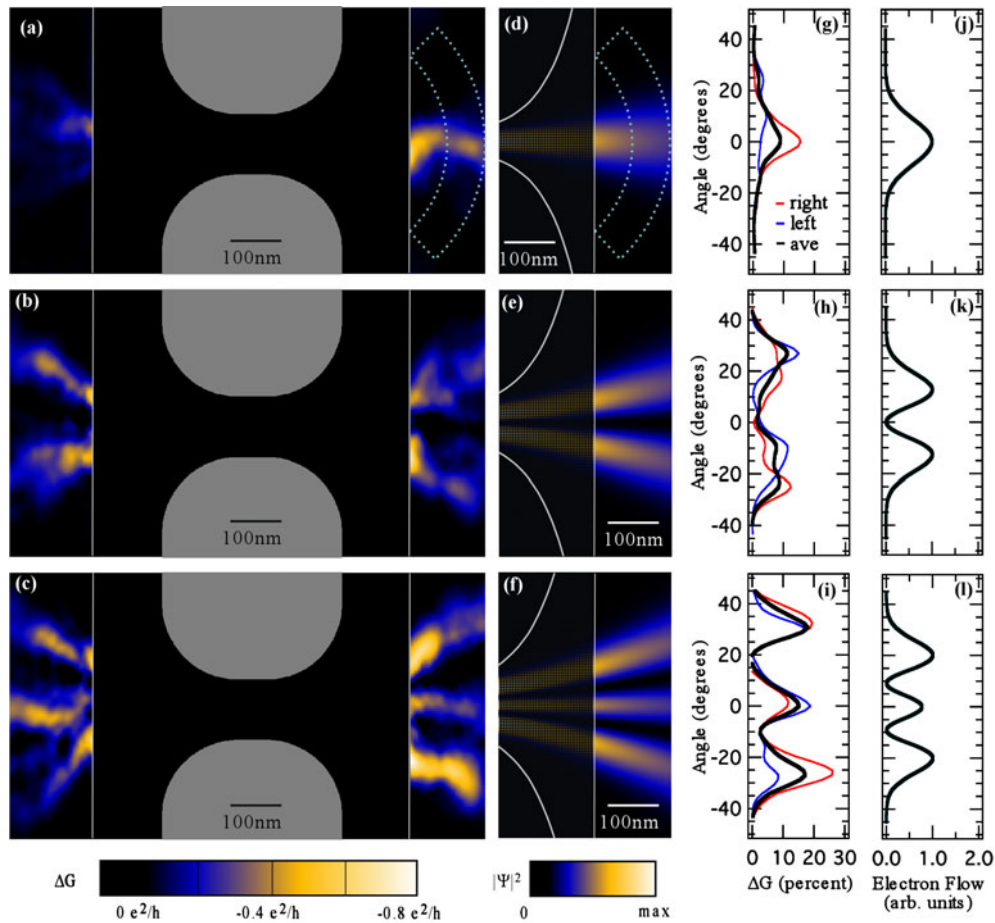 (a)
100nm
(d)
100nm
(g)
40
20
0
-20
-40
Angle (degrees)
right
left
ave
(j)
(b)
100nm
(e)
100nm
(h)
40
20
0
-20
-40
Angle (degrees)
(k)
(c)
100nm
(f)
100nm
(i)
40
20
0
-20
-40
Angle (degrees)
(l)
0 10 20 30
ΔG (percent)
0.0 1.0 2.0
Electron Flow
(arb. units)
ΔG
0 e²/h -0.4 e²/h -0.8 e²/h
|Ψ|²
0 max